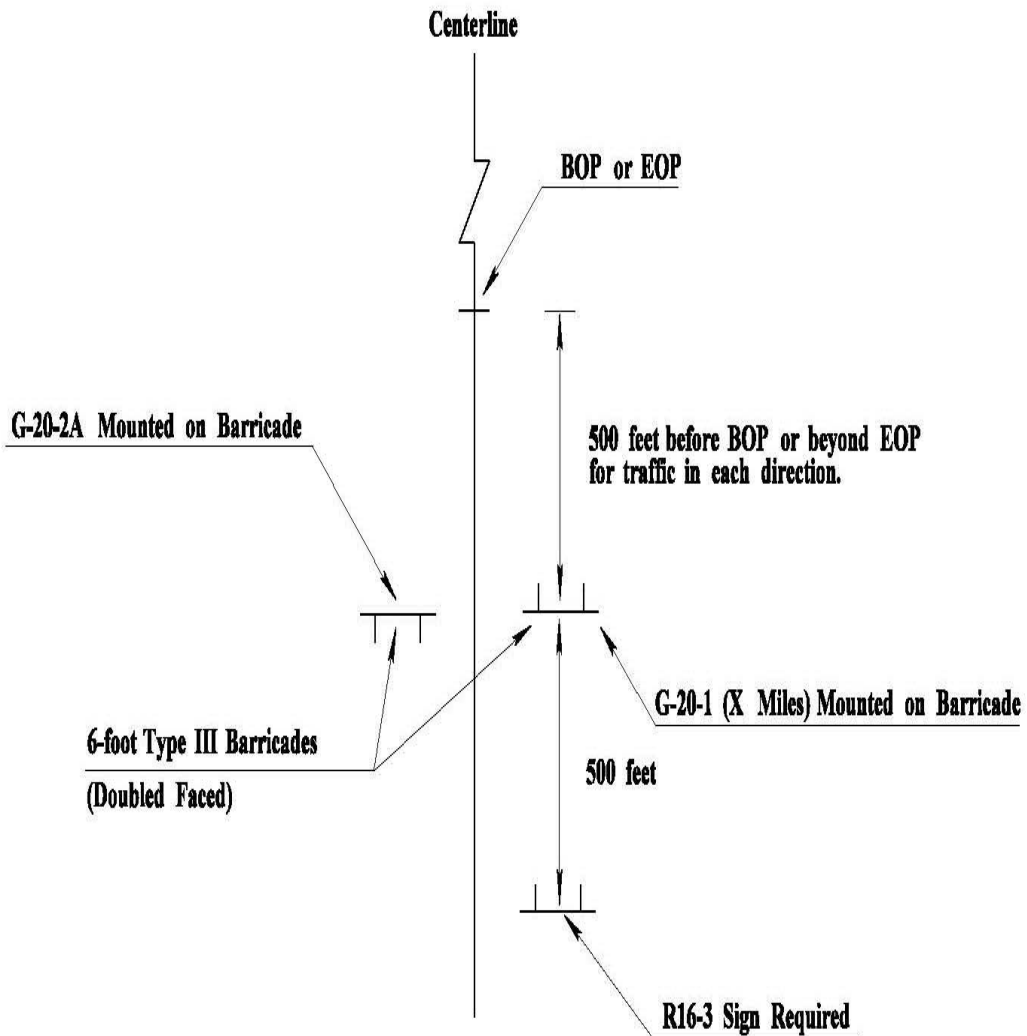 Centerline
BOP or EOP
G-20-2A Mounted on Barricade
500 feet before BOP or beyond EOP
for traffic in each direction.
G-20-1 (X Miles) Mounted on Barricade
6-foot Type III Barricades
(Doubled Faced)
500 feet
R16-3 Sign Required